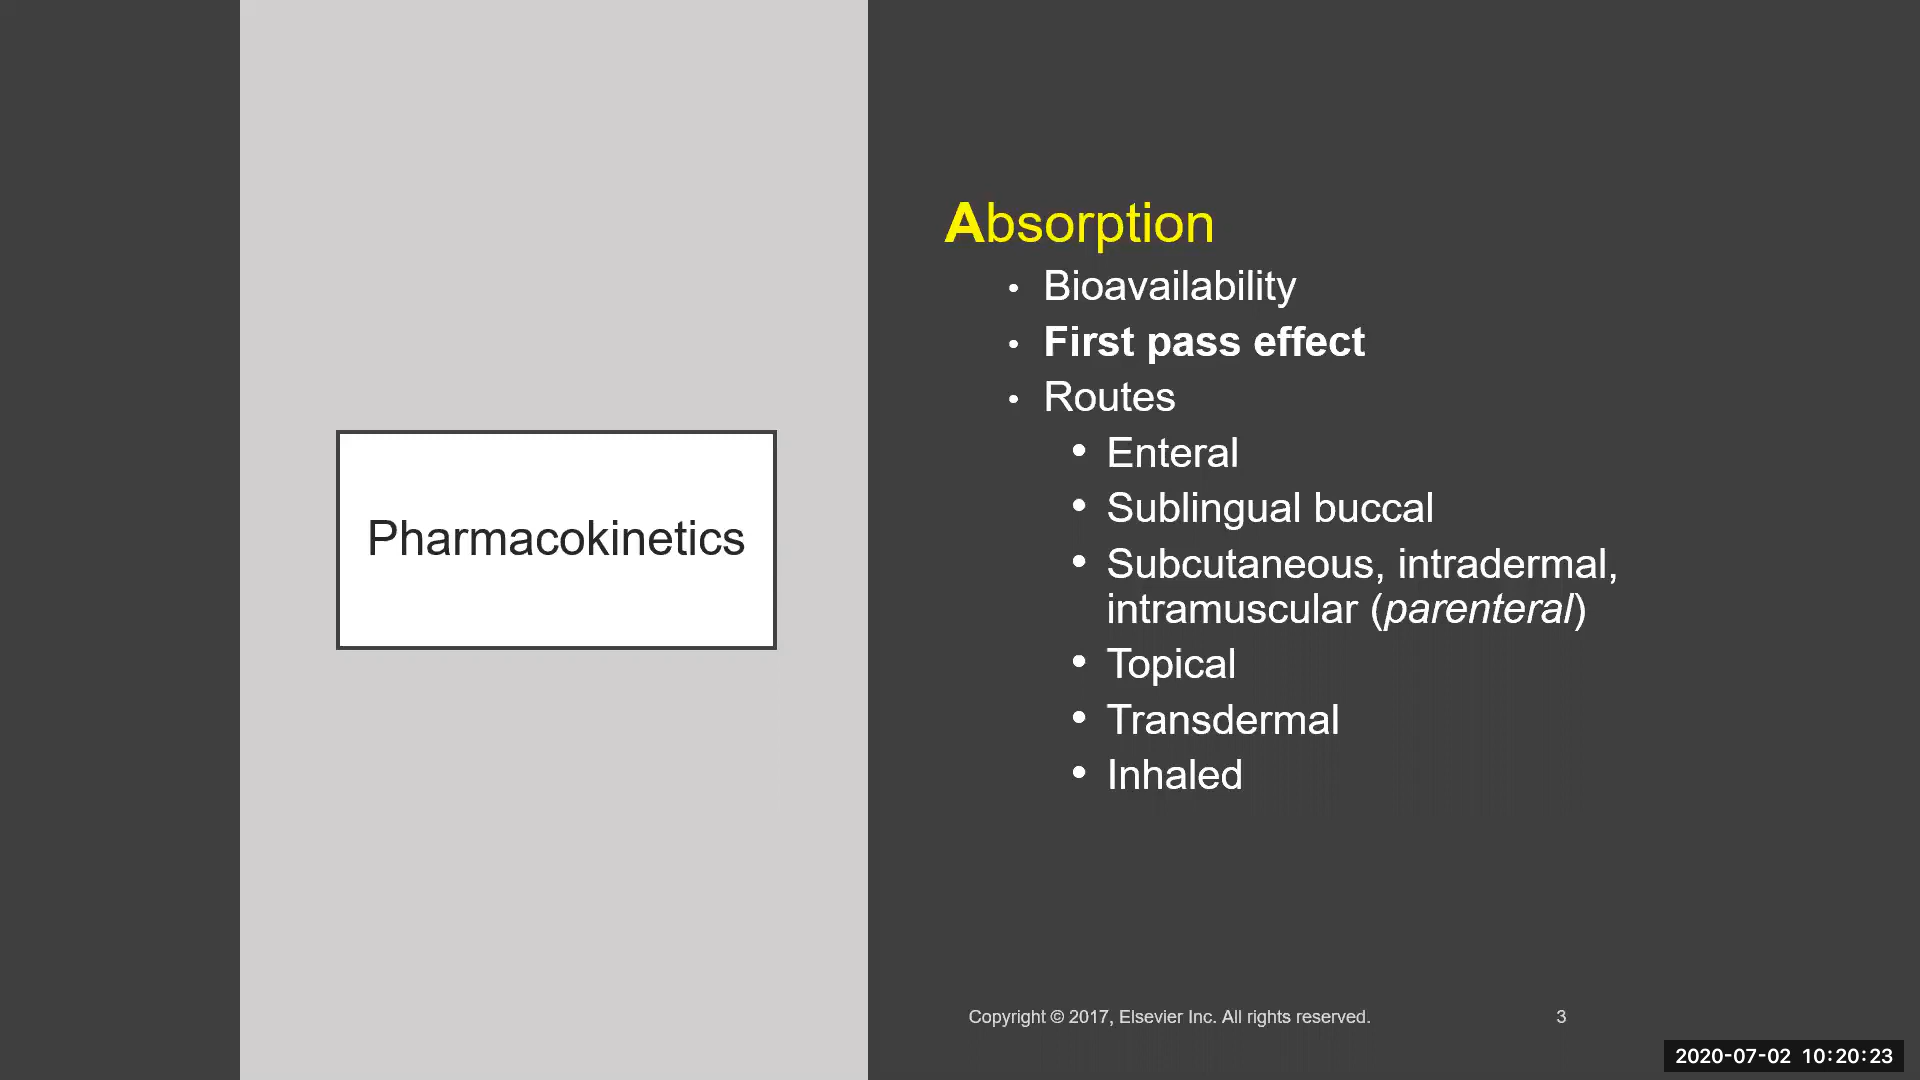 Pharmacokinetics
Absorption
• Bioavailability
• First pass effect
• Routes
• Enteral
• Sublingual buccal
• Subcutaneous, intradermal,
intramuscular (parenteral)
• Topical
• Transdermal
• Inhaled
Copyright © 2017, Elsevier Inc. All rights reserved. 3
2020-07-02 10:20:23